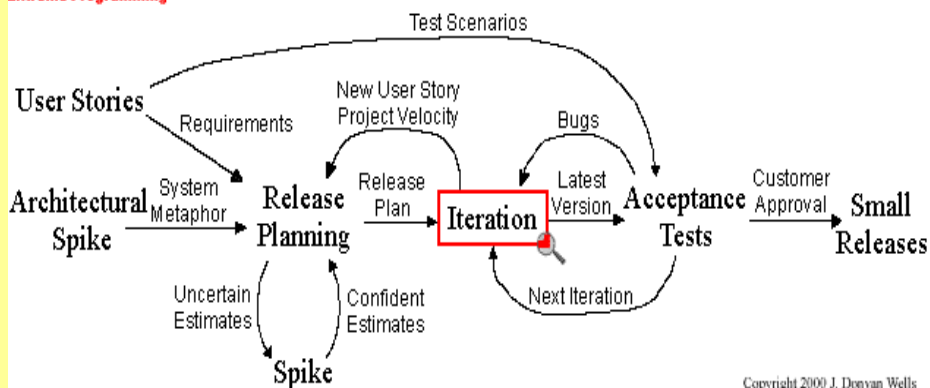 Test Scenarios
User Stories
New User Story
Project Velocity
Bugs
Requirements
Architectural
Spike
System
Metaphor
Release
Planning
Release
Plan
Iteration
Latest
Version
Acceptance
Tests
Customer
Approval
Small
Releases
Uncertain
Estimates
Confident
Estimates
Next Iteration
Spike
Copyright 2000 J. Donvan Wells